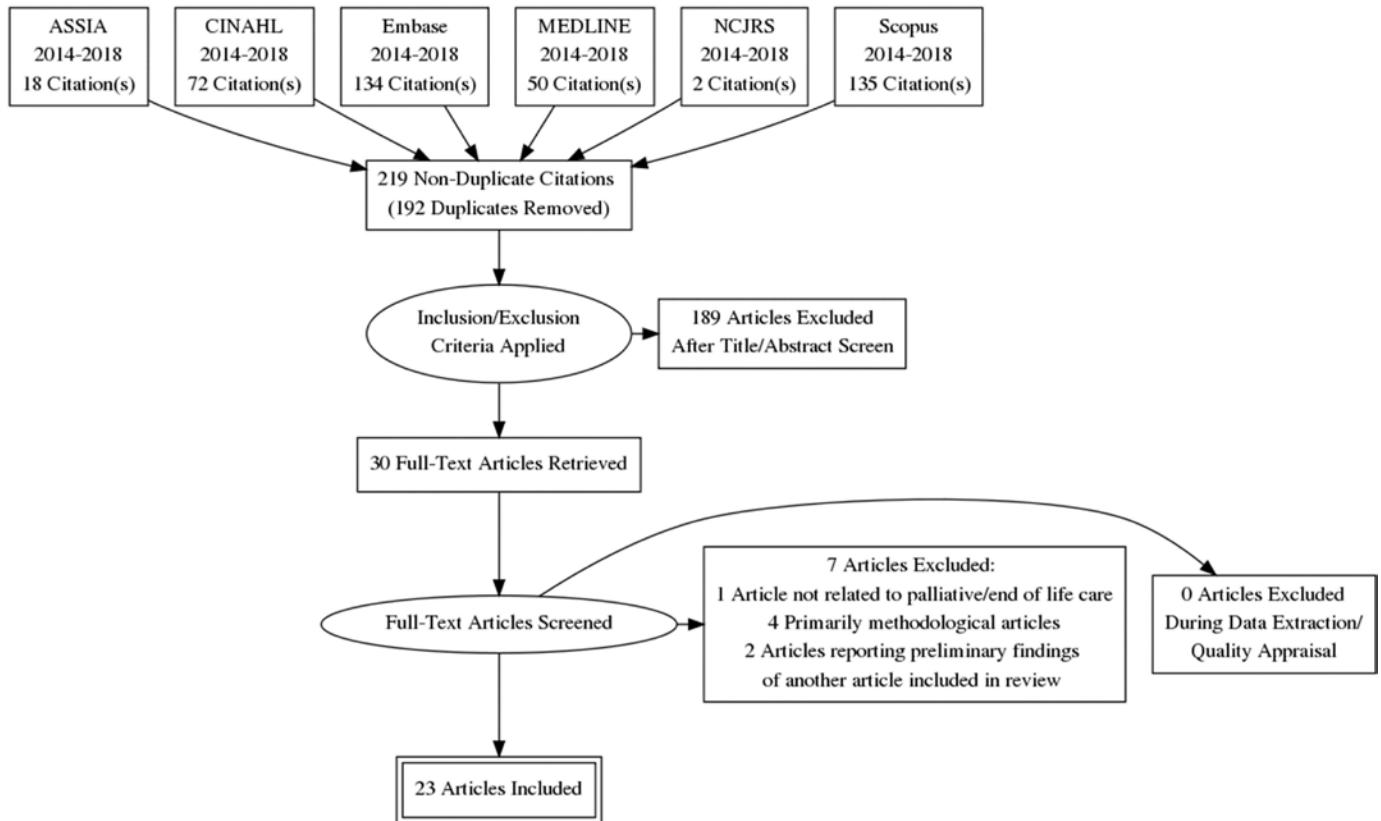 ASSIA
2014-2018
18 Citation(s)
CINAHL
2014-2018
72 Citation(s)
Embase
2014-2018
134 Citation(s)
MEDLINE
2014-2018
50 Citation(s)
NCJRS
2014-2018
2 Citation(s)
Scopus
2014-2018
135 Citation(s)
219 Non-Duplicate Citations
(192 Duplicates Removed)
Inclusion/Exclusion
Criteria Applied
189 Articles Excluded
After Title/Abstract Screen
30 Full-Text Articles Retrieved
Full-Text Articles Screened
7 Articles Excluded:
1 Article not related to palliative/end of life care
4 Primarily methodological articles
2 Articles reporting preliminary findings
of another article included in review
0 Articles Excluded
During Data Extraction/
Quality Appraisal
23 Articles Included